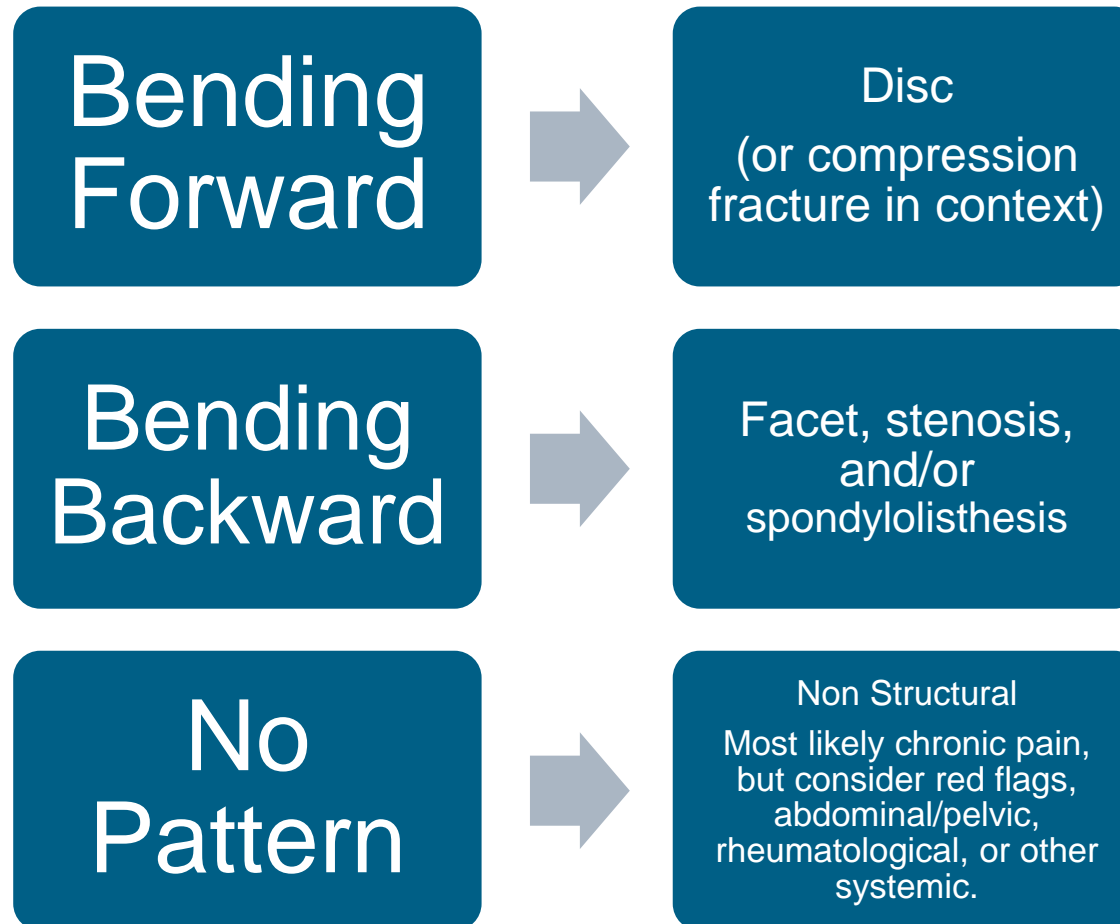 Bending
Forward
Disc
(or compression
fracture in context)
Bending
Backward
Facet, stenosis,
and/or
spondylolisthesis
No
Pattern
Non Structural
Most likely chronic pain,
but consider red flags,
abdominal/pelvic,
rheumatological, or other
systemic.